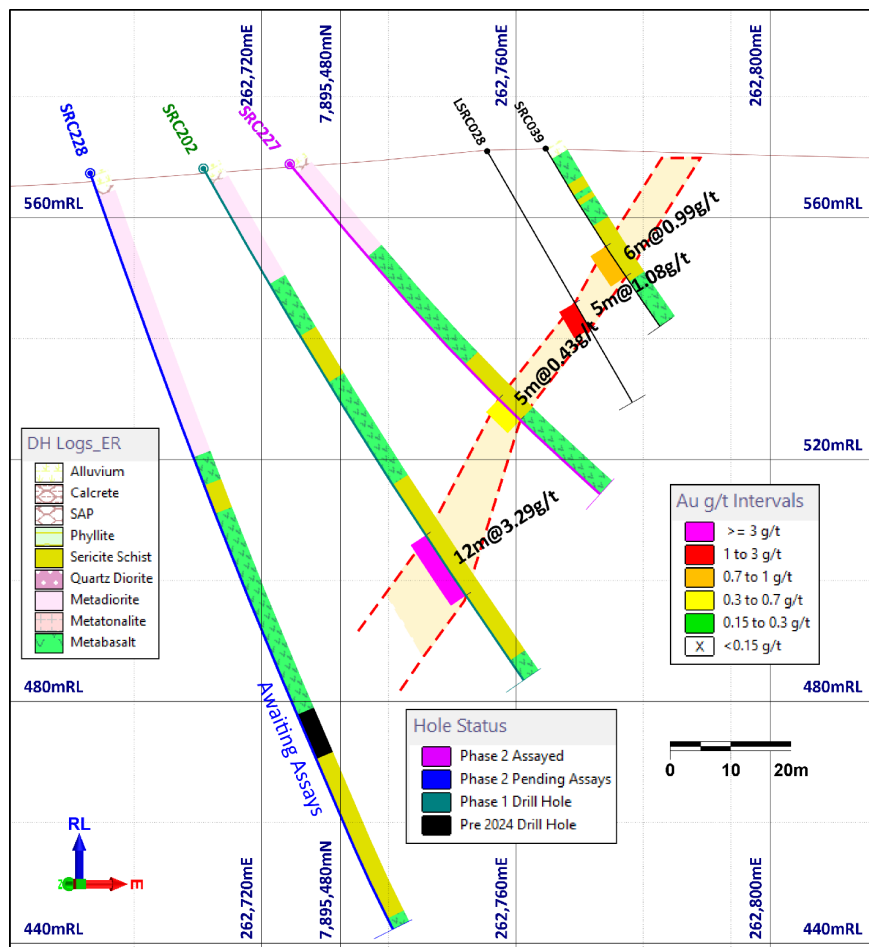 262,720mE
7,895,480mN
262,760mE
262,800mE
SRC228
SRC202
SRC227
LSRC028
SRC039
560mRL
560mRL
6m@0.99g/t
5m@1.08g/t
5m@0.43g/t
12m@3.29g/t
520mRL
520mRL
DH Logs_ER
Alluvium
Calcrete
SAP
Phyllite
Sericite Schist
Quartz Diorite
Metadiorite
Metatonalite
Metabasalt
Au g/t Intervals
>= 3 g/t
1 to 3 g/t
0.7 to 1 g/t
0.3 to 0.7 g/t
0.15 to 0.3 g/t
X <0.15 g/t
480mRL
480mRL
Awaiting Assays
Hole Status
Phase 2 Assayed
Phase 2 Pending Assays
Phase 1 Drill Hole
Pre 2024 Drill Hole
0 10 20m
RL
E
262,720mE
7,895,480mN
262,760mE
262,800mE
440mRL
440mRL